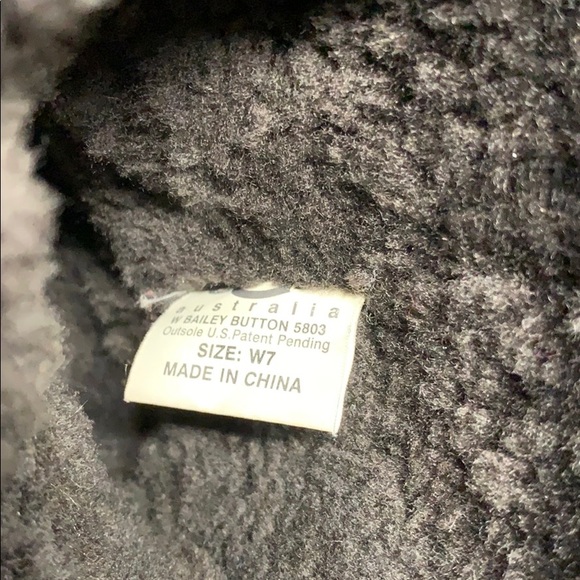 australia
W BAILEY BUTTON 5803
Outsole U.S.Patent Pending
SIZE: W7
MADE IN CHINA